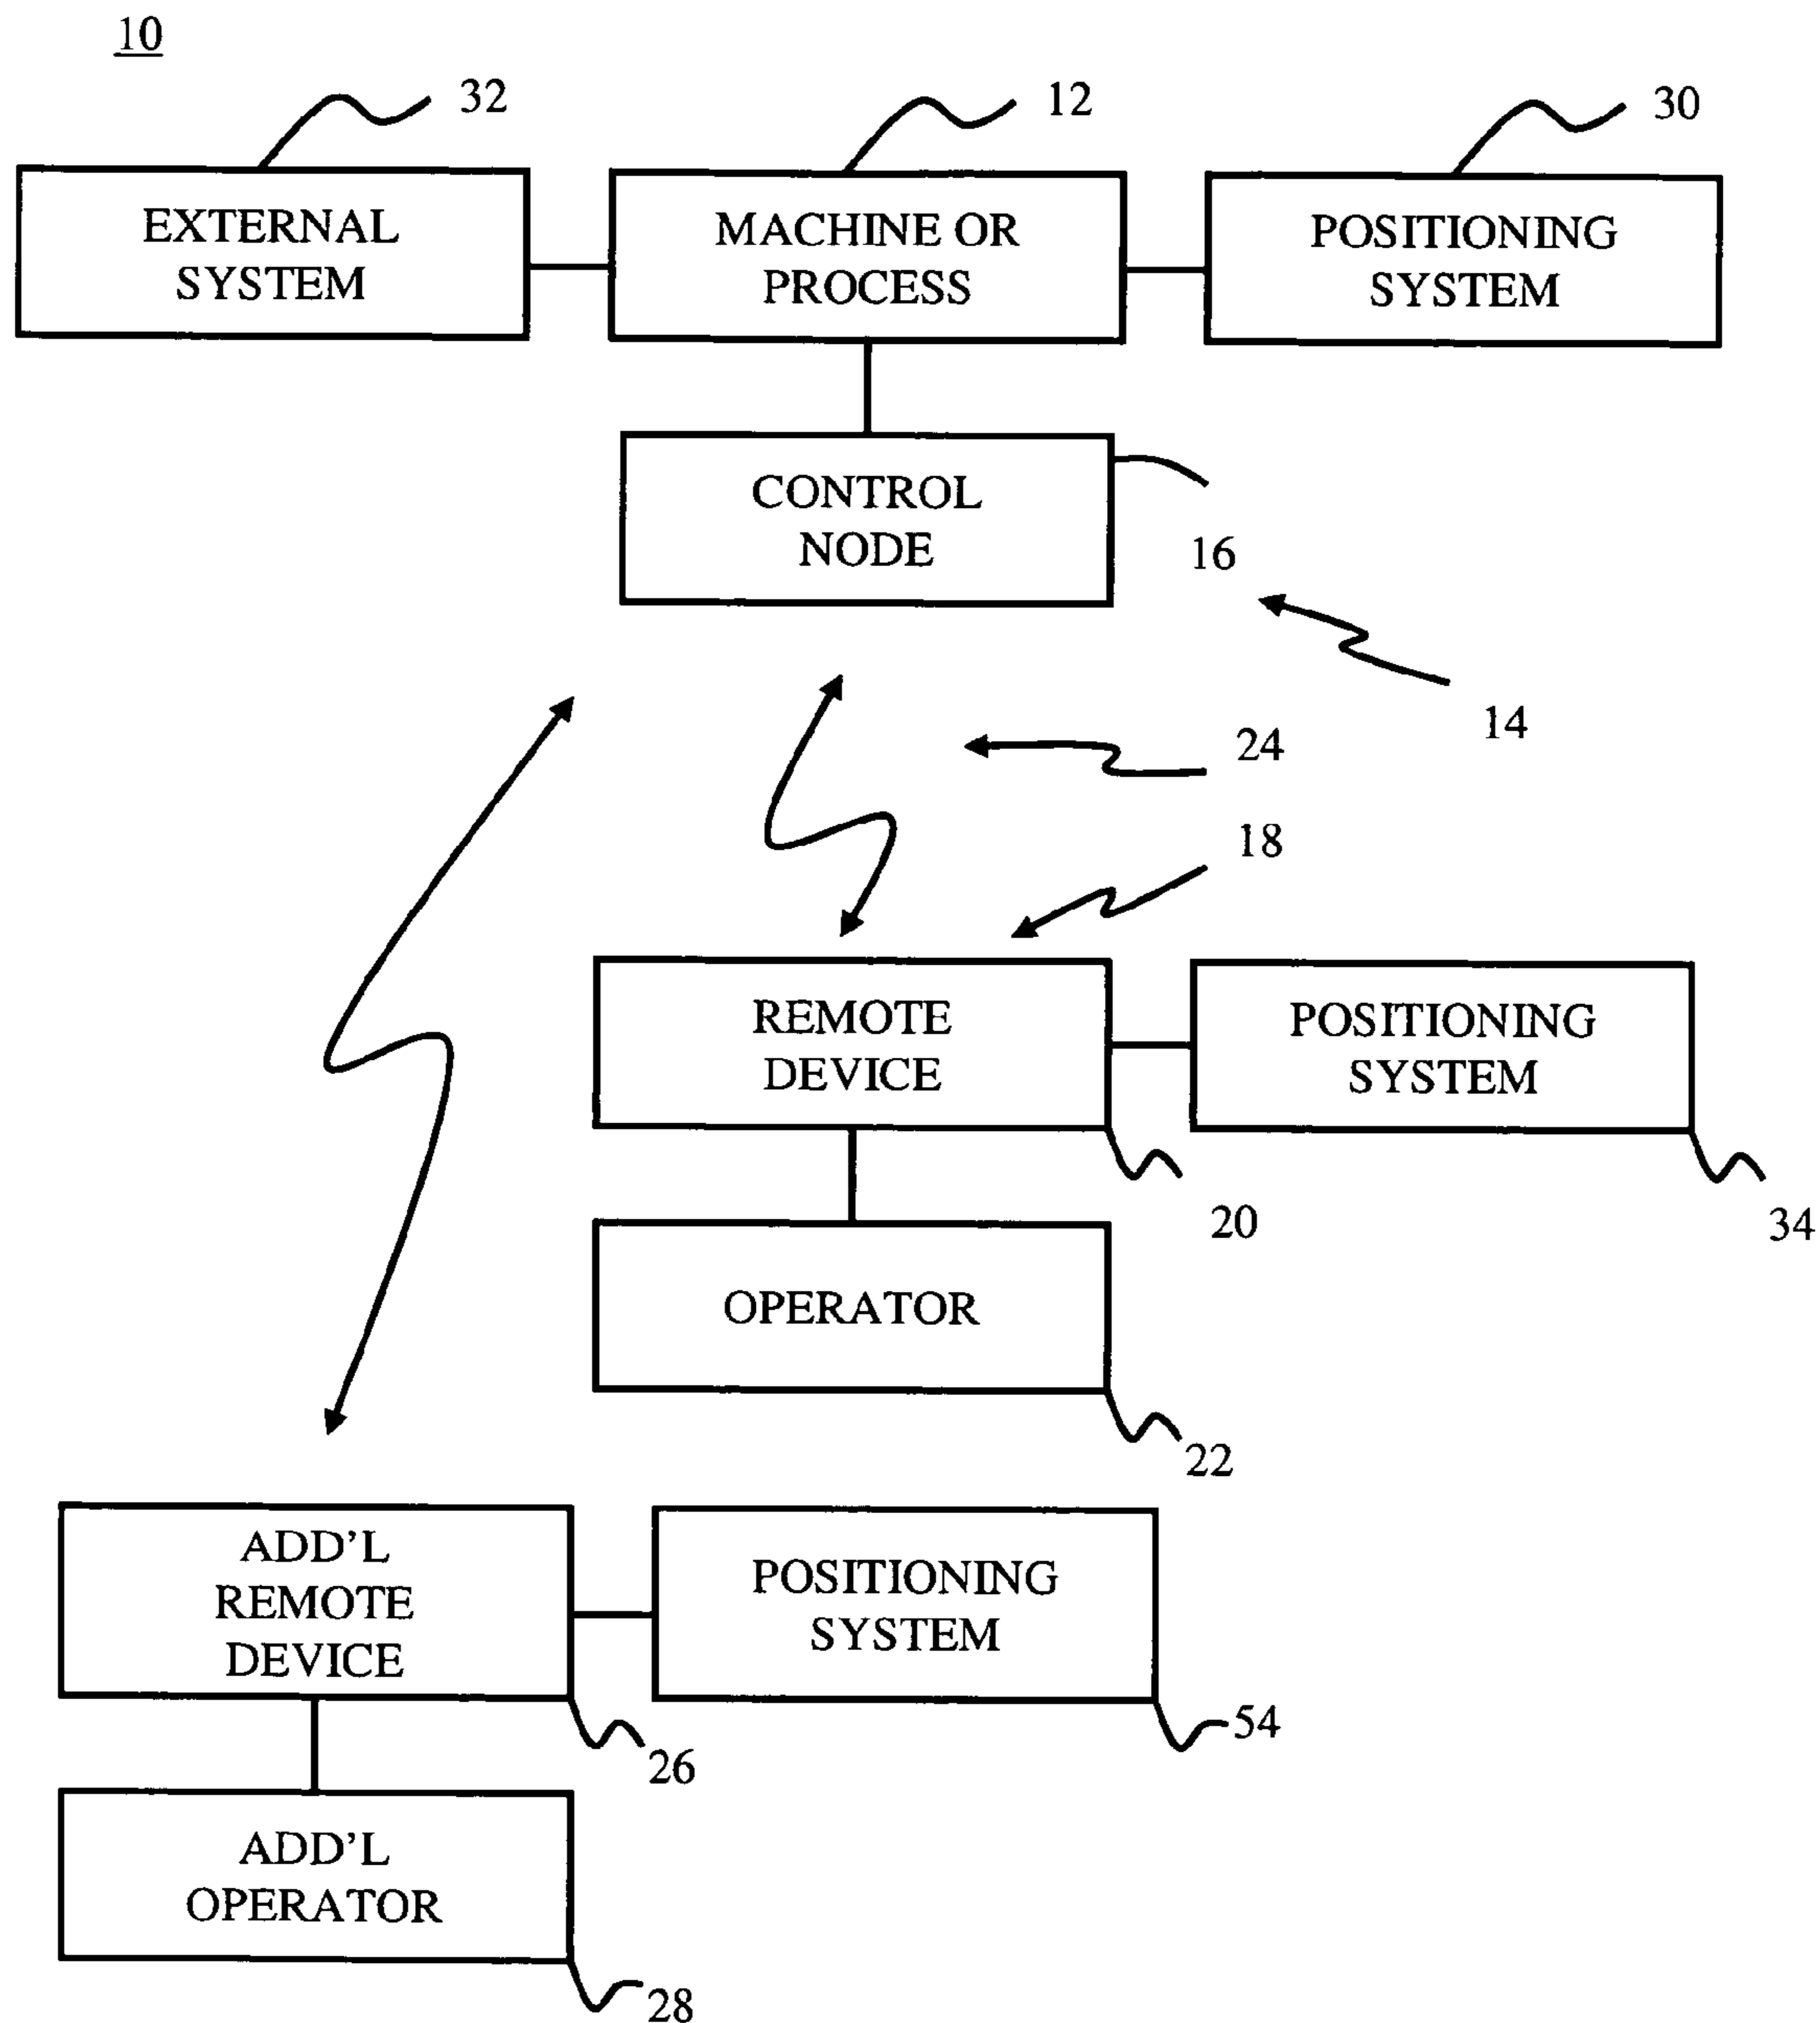 10
32
12
30
EXTERNAL
SYSTEM
MACHINE OR
PROCESS
POSITIONING
SYSTEM
CONTROL
NODE
16
14
24
18
REMOTE
DEVICE
POSITIONING
SYSTEM
20
34
OPERATOR
22
ADD'L
REMOTE
DEVICE
POSITIONING
SYSTEM
54
26
ADD'L
OPERATOR
28